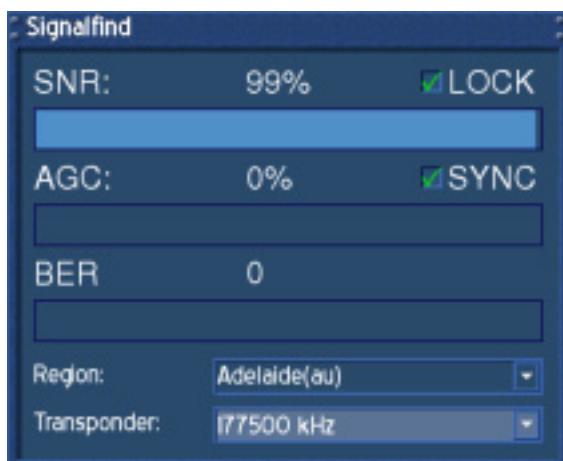 Signalfind
SNR: 99% LOCK
AGC: 0% SYNC
BER 0
Region: Adelaide(au)
Transponder: 177500 kHz